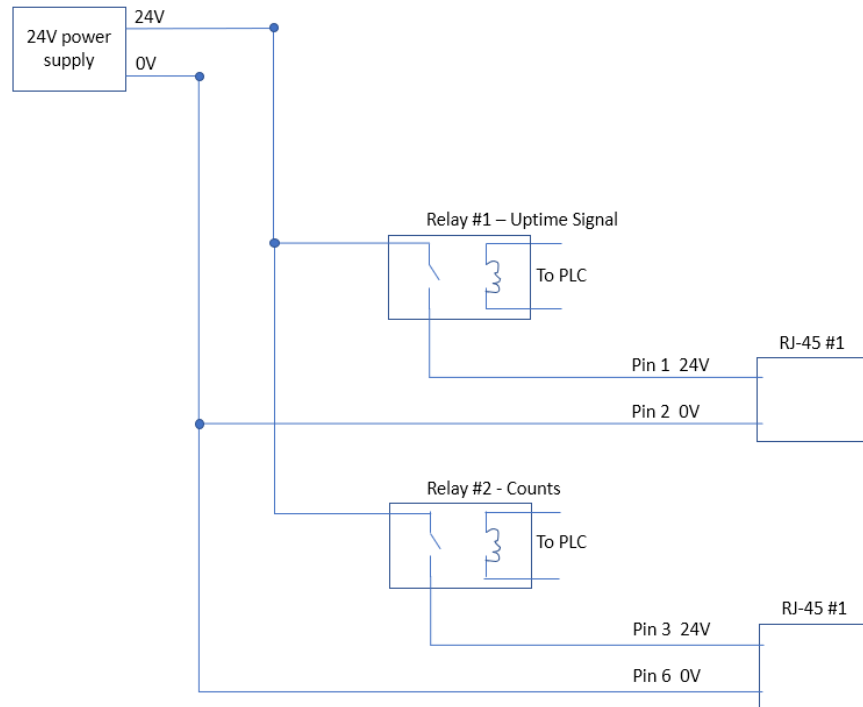 24V power
supply
24V
0V
Relay #1 – Uptime Signal
To PLC
RJ-45 #1
Pin 1 24V
Pin 2 0V
Relay #2 - Counts
To PLC
RJ-45 #1
Pin 3 24V
Pin 6 0V